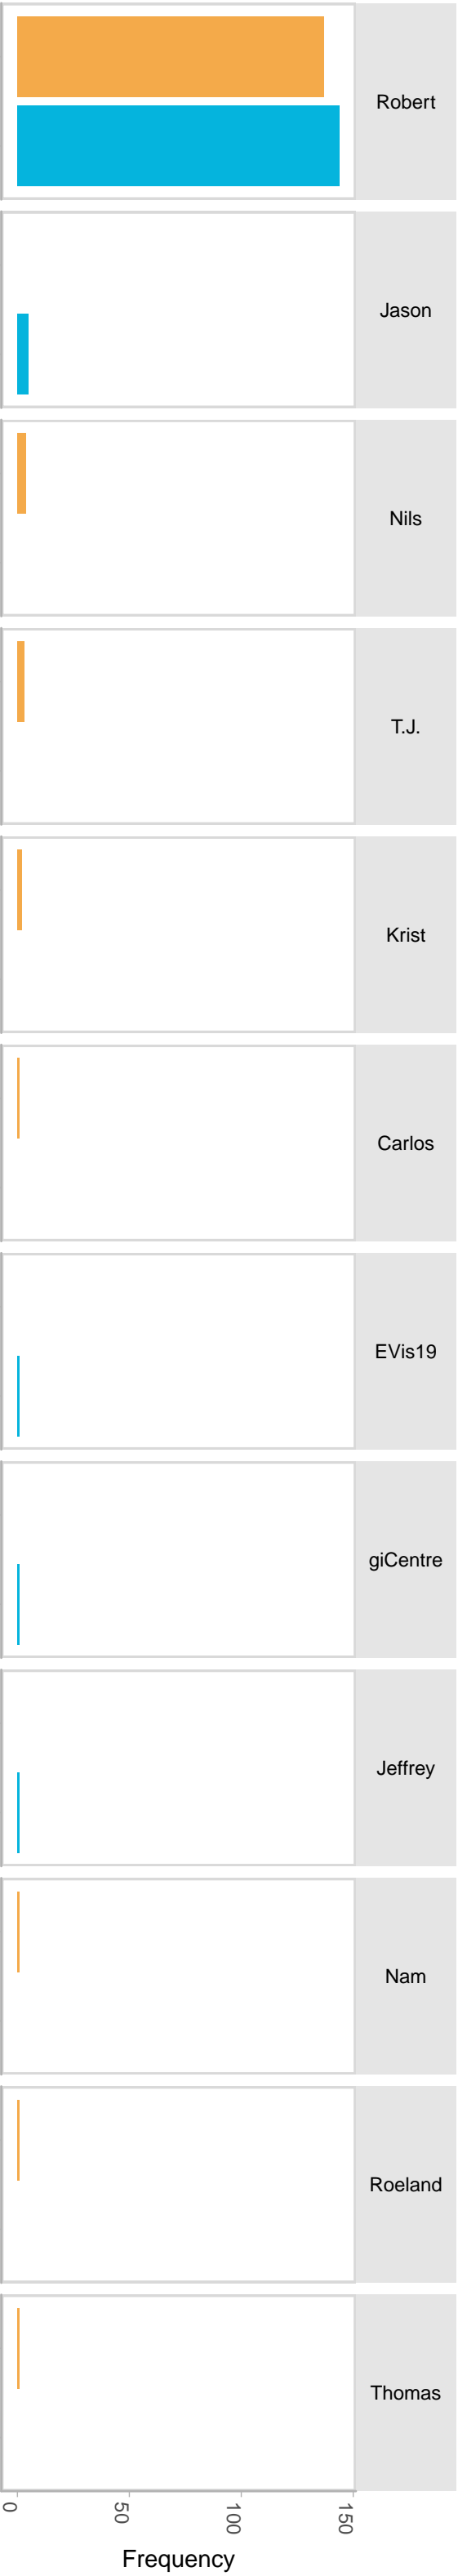 Robert
Jason
Nils
T.J.
Krist
Carlos
EVis19
giCentre
Jeffrey
Nam
Roeland
Thomas
0
50
100
150
Frequency